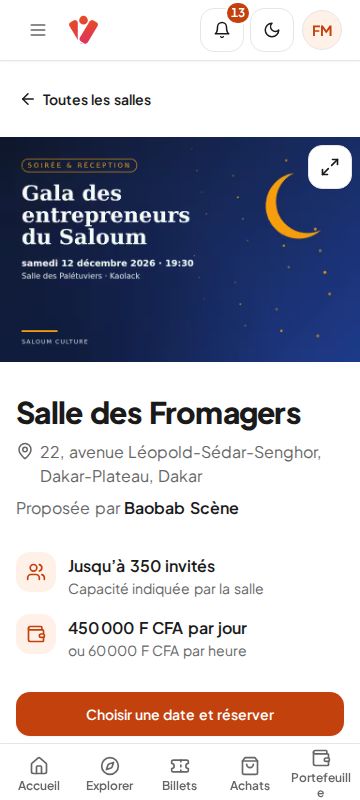 13
FM
Toutes les salles
SOIRÉE & RÉCEPTION
Gala des
entrepreneurs
du Saloum
samedi 12 décembre 2026 · 19:30
Salle des Palétuviers · Kaolack
SALOUM CULTURE
Salle des Fromagers
22, avenue Léopold-Sédar-Senghor,
Dakar-Plateau, Dakar
Proposée par Baobab Scène
Jusqu’à 350 invités
Capacité indiquée par la salle
450 000 F CFA par jour
ou 60 000 F CFA par heure
Choisir une date et réserver
Accueil
Explorer
Billets
Achats
Portefeuill
e